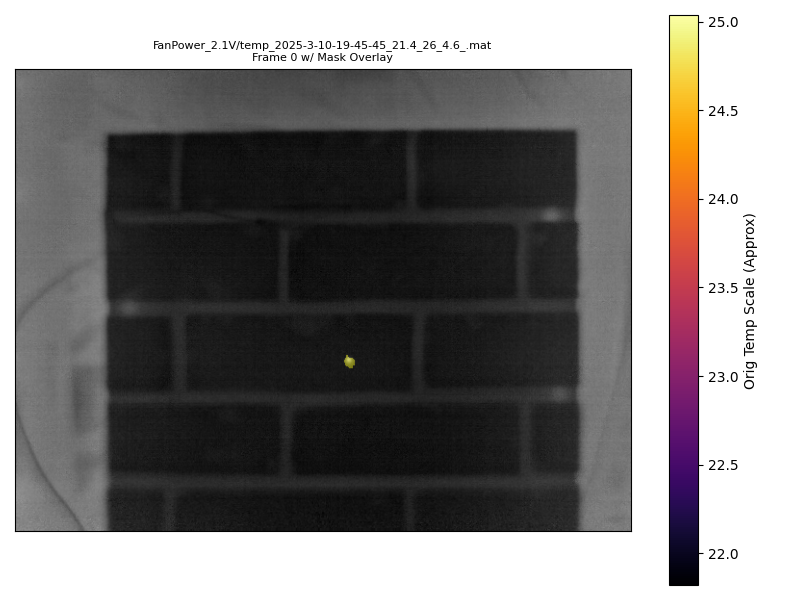 FanPower_2.1V/temp_2025-3-10-19-45-45_21.4_26_4.6_.mat
Frame 0 w/ Mask Overlay
25.0
24.5
24.0
23.5
23.0
22.5
22.0
Orig Temp Scale (Approx)